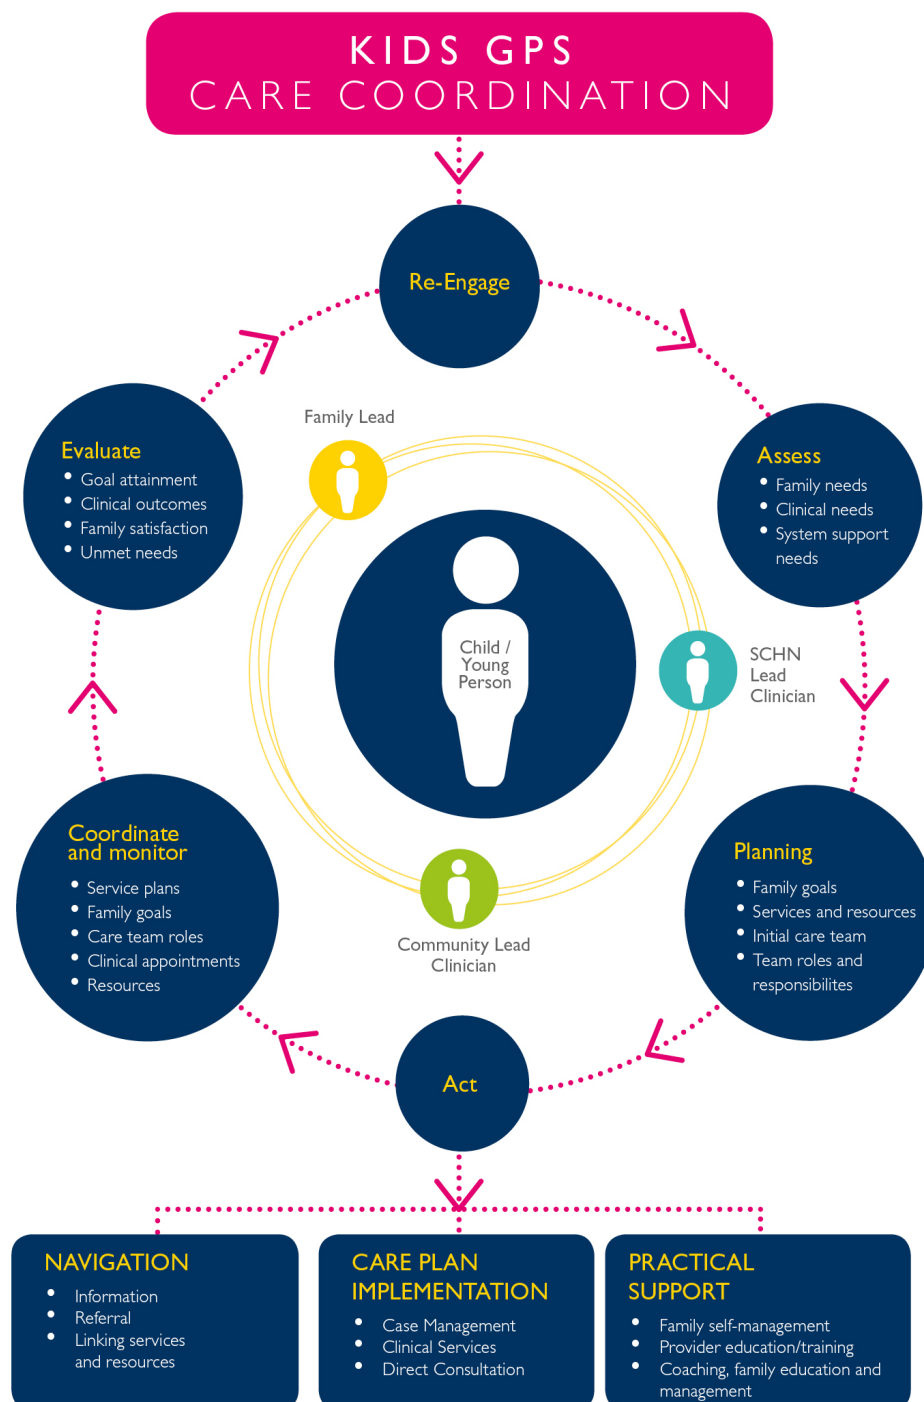 KIDS GPS
CARE COORDINATION
Re-Engage
Family Lead
Evaluate
• Goal attainment
• Clinical outcomes
• Family satisfaction
• Unmet needs
Assess
• Family needs
• Clinical needs
• System support
needs
Child /
Young
Person
SCHN
Lead
Clinician
Coordinate
and monitor
• Service plans
• Family goals
• Care team roles
• Clinical appointments
• Resources
Planning
• Family goals
• Services and resources
• Initial care team
• Team roles and
responsibilites
Community Lead
Clinician
Act
NAVIGATION
• Information
• Referral
• Linking services
and resources
CARE PLAN
IMPLEMENTATION
• Case Management
• Clinical Services
• Direct Consultation
PRACTICAL
SUPPORT
• Family self-management
• Provider education/training
• Coaching, family education and
management